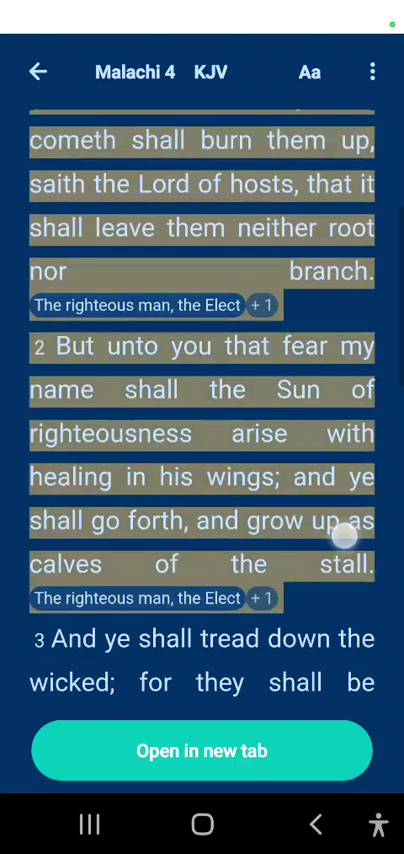 Malachi 4 KJV Aa
cometh shall burn them up,
saith the Lord of hosts, that it
shall leave them neither root
nor branch.
The righteous man, the Elect + 1
2 But unto you that fear my
name shall the Sun of
righteousness arise with
healing in his wings; and ye
shall go forth, and grow up as
calves of the stall.
The righteous man, the Elect + 1
3 And ye shall tread down the
wicked; for they shall be
Open in new tab